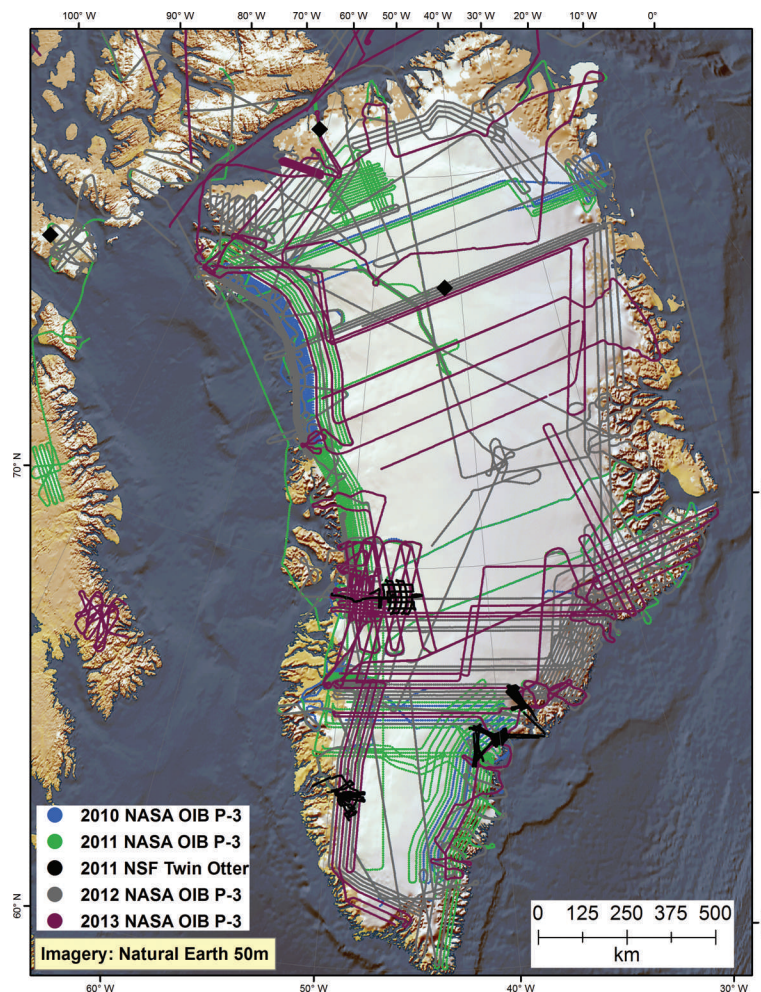 100° W 90° W 80° W 70° W 60° W 50° W 40° W 30° W 20° W 10° W 0°
70° N
60° N
2010 NASA OIB P-3
2011 NASA OIB P-3
2011 NSF Twin Otter
2012 NASA OIB P-3
2013 NASA OIB P-3
Imagery: Natural Earth 50m
0 125 250 375 500
km
60° W 50° W 40° W 30° W